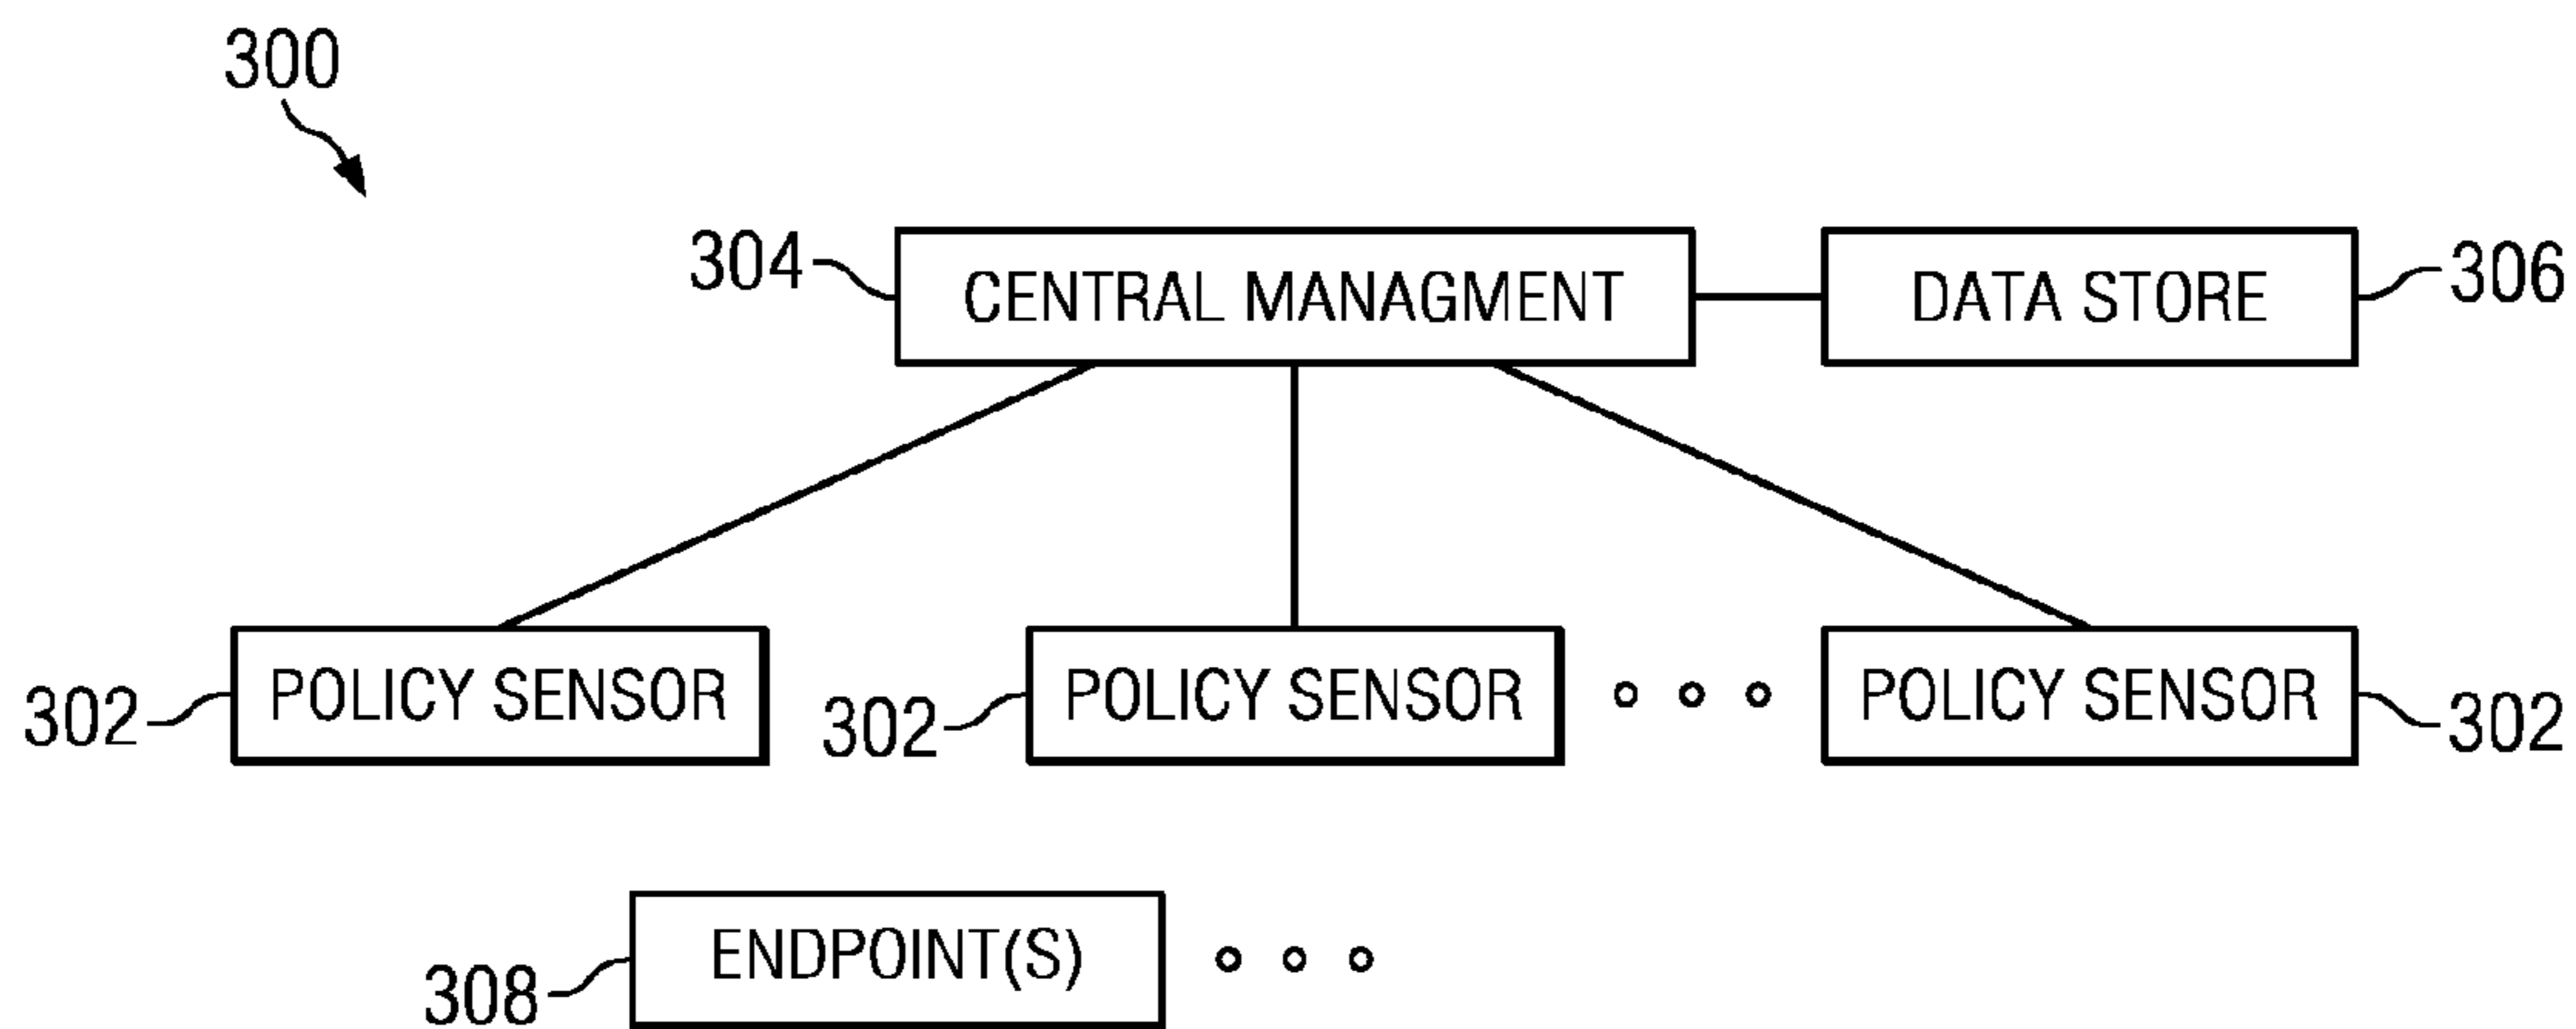 300
304 CENTRAL MANAGMENT DATA STORE 306
302 POLICY SENSOR 302 POLICY SENSOR POLICY SENSOR 302
308 ENDPOINT(S)